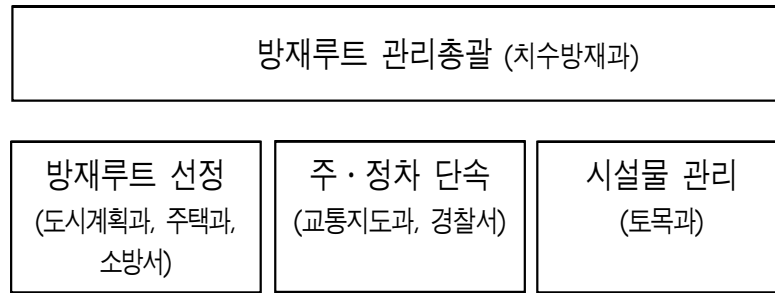 방재루트 관리총괄 (치수방재과)
방재루트 선정
(도시계획과, 주택과,
소방서)
주·정차 단속
(교통지도과, 경찰서)
시설물 관리
(토목과)